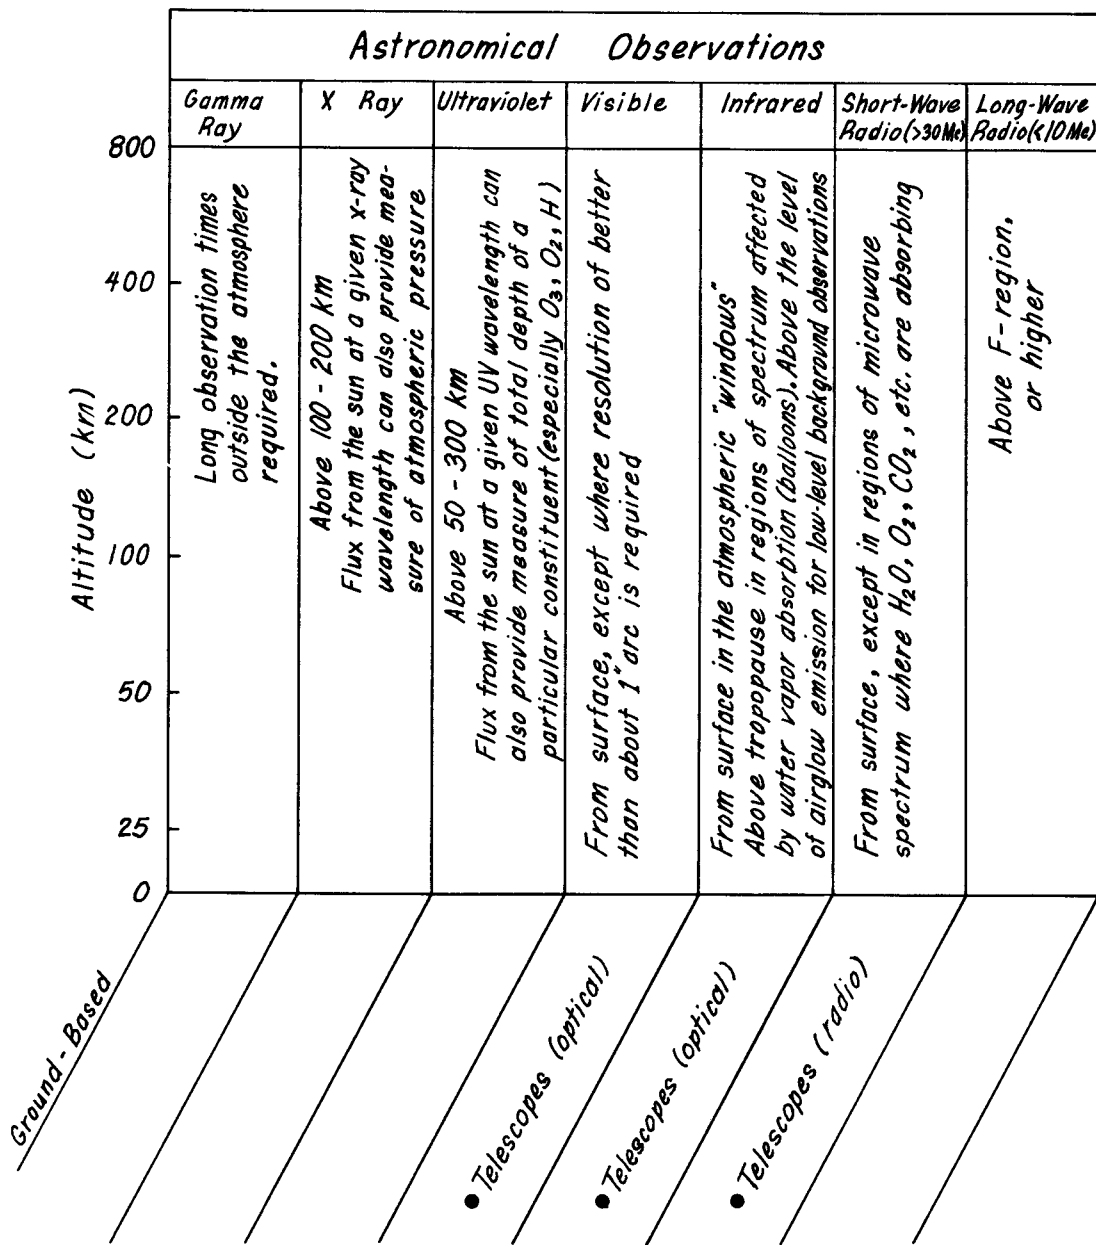 Astronomical Observations
Gamma
Ray
X Ray
Ultraviolet
Visible
Infrared
Short-Wave
Radio(>30Mc)
Long-Wave
Radio(<10Mc)
Altitude (km)
800
400
200
100
50
25
0
Long observation times
outside the atmosphere
required.
Above 100 - 200 km
Flux from the sun at a given x-ray
wavelength can also provide mea-
sure of atmospheric pressure
Above 50 - 300 km
Flux from the sun at a given UV wavelength can
also provide measure of total depth of a
particular constituent (especially O₃, O₂, H)
From surface, except where resolution of better
than about 1" arc is required
From surface in the atmospheric "windows"
Above tropopause in regions of spectrum affected
by water vapor absorption (balloons). Above the level
of airglow emission for low-level background observations
From surface, except in regions of microwave
spectrum where H₂O, O₂, CO₂, etc. are absorbing
Above F-region,
or higher
Ground-Based
● Telescopes (optical)
● Telescopes (optical)
● Telescopes (radio)